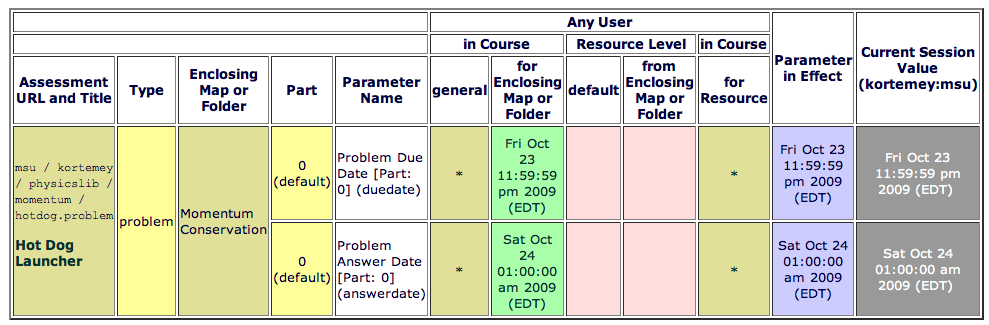 Any User
in Course
Resource Level
in Course
Parameter
in Effect
Current Session
Value
(kortemey:msu)
Assessment
URL and Title
Type
Enclosing
Map or
Folder
Part
Parameter
Name
general
for
Enclosing
Map or
Folder
default
from
Enclosing
Map or
Folder
for
Resource
msu / kortemey
/ physicslib /
momentum /
hotdog.problem
Hot Dog
Launcher
problem
Momentum
Conservation
0
(default)
Problem Due
Date [Part:
0] (duedate)
*
Fri Oct
23
11:59:59
pm 2009
(EDT)
*
Fri Oct 23
11:59:59
pm 2009
(EDT)
Fri Oct 23
11:59:59 pm
2009 (EDT)
0
(default)
Problem
Answer Date
[Part: 0]
(answerdate)
*
Sat Oct
24
01:00:00
am 2009
(EDT)
*
Sat Oct 24
01:00:00
am 2009
(EDT)
Sat Oct 24
01:00:00 am
2009 (EDT)